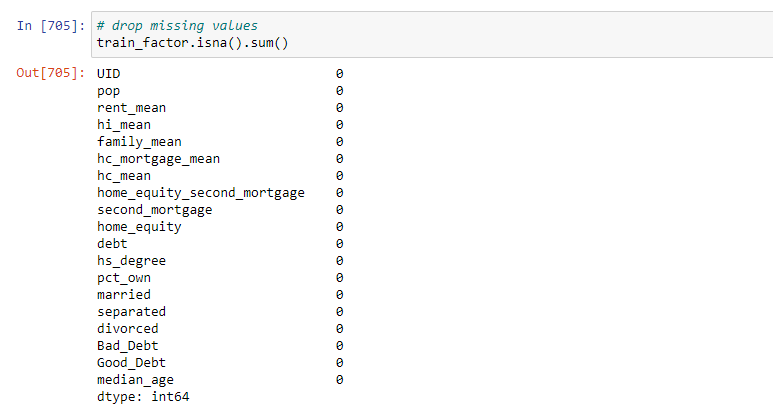 In [705]: # drop missing values
train_factor.isna().sum()
Out[705]: UID 0
pop 0
rent_mean 0
hi_mean 0
family_mean 0
hc_mortgage_mean 0
hc_mean 0
home_equity_second_mortgage 0
second_mortgage 0
home_equity 0
debt 0
hs_degree 0
pct_own 0
married 0
separated 0
divorced 0
Bad_Debt 0
Good_Debt 0
median_age 0
dtype: int64